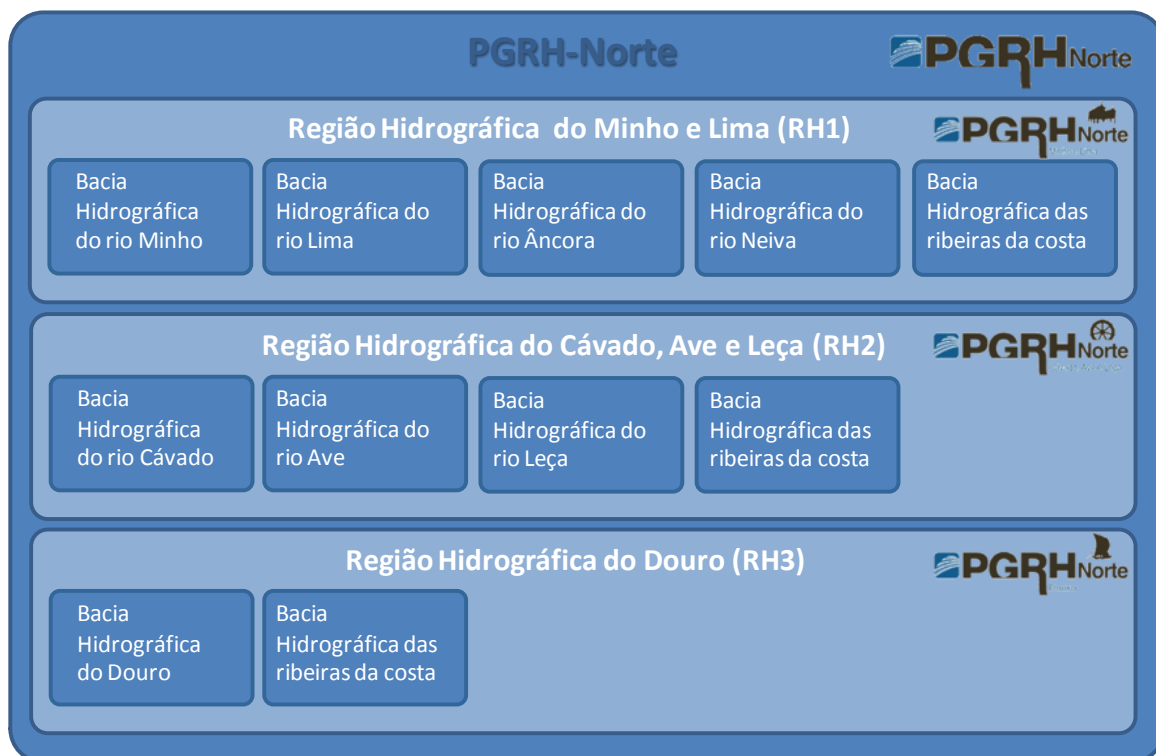 PGRH-Norte
PGRH Norte
Região Hidrográfica do Minho e Lima (RH1)
PGRH Norte
Bacia
Hidrográfica
do rio Minho
Bacia
Hidrográfica do
rio Lima
Bacia
Hidrográfica do
rio Âncora
Bacia
Hidrográfica do
rio Neiva
Bacia
Hidrográfica das
ribeiras da costa
Região Hidrográfica do Cávado, Ave e Leça (RH2)
PGRH Norte
Bacia
Hidrográfica
do rio Cávado
Bacia
Hidrográfica do
rio Ave
Bacia
Hidrográfica do
rio Leça
Bacia
Hidrográfica das
ribeiras da costa
Região Hidrográfica do Douro (RH3)
PGRH Norte
Bacia
Hidrográfica
do Douro
Bacia
Hidrográfica das
ribeiras da costa